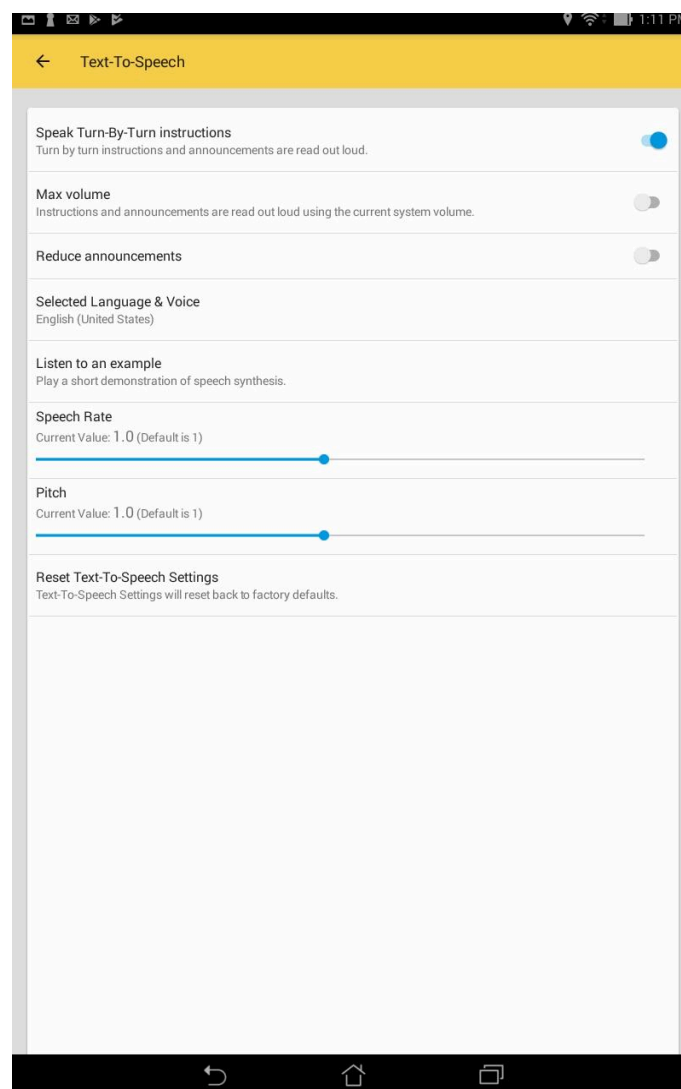 1:11 PM
Text-To-Speech
Speak Turn-By-Turn instructions
Turn by turn instructions and announcements are read out loud.
Max volume
Instructions and announcements are read out loud using the current system volume.
Reduce announcements
Selected Language & Voice
English (United States)
Listen to an example
Play a short demonstration of speech synthesis.
Speech Rate
Current Value: 1.0 (Default is 1)
Pitch
Current Value: 1.0 (Default is 1)
Reset Text-To-Speech Settings
Text-To-Speech Settings will reset back to factory defaults.